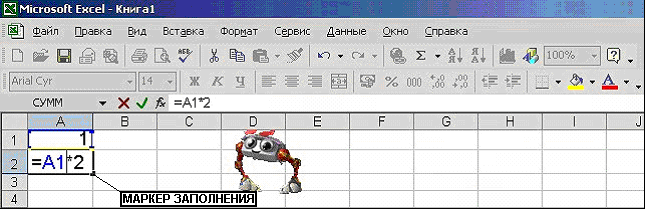 Microsoft Excel - Книга1
Файл Правка Вид Вставка Формат Сервис Данные Окно Справка
Σ А Я Я А 100% ?
Arial Cyr 14 Ж К Ч % 000 А
СУММ fx =A1*2
A B C D E F G H I J
1 1
2 =A1*2
3
4
МАРКЕР ЗАПОЛНЕНИЯ